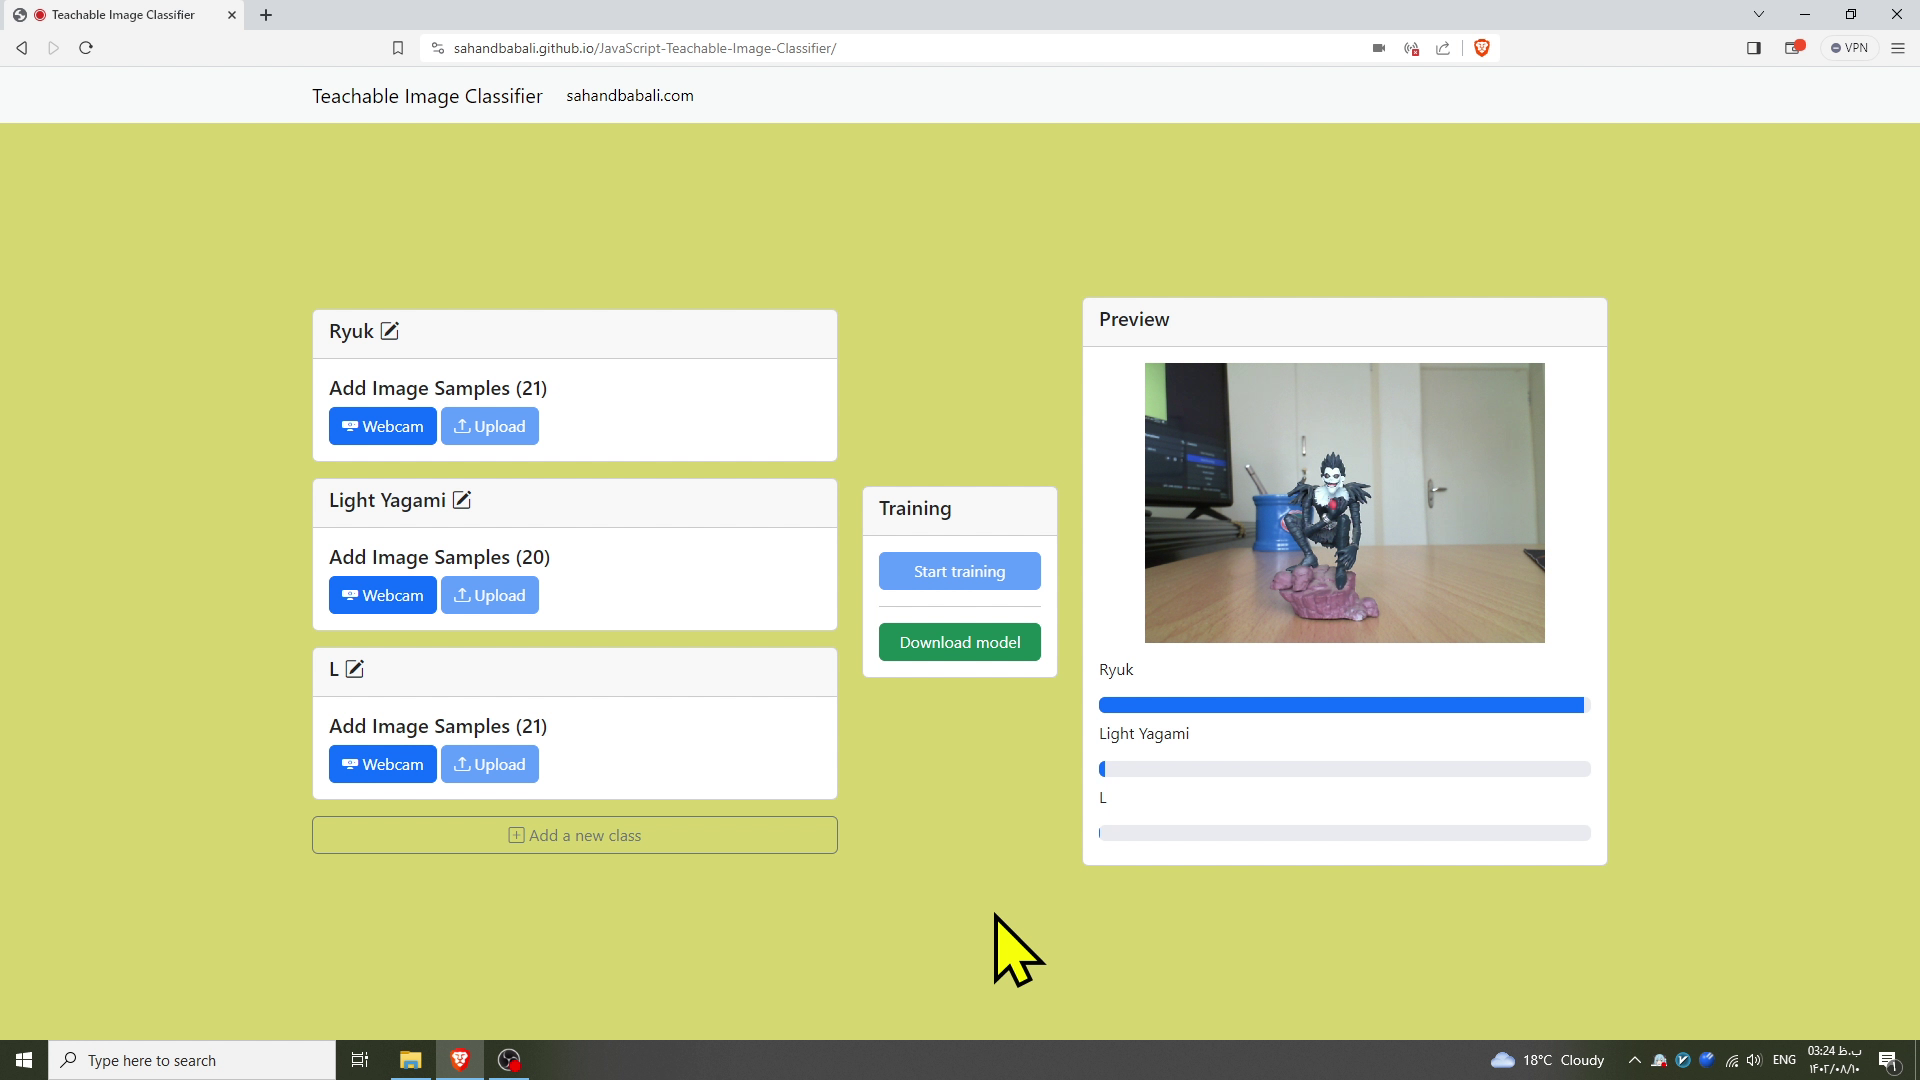 Teachable Image Classifier
sahandbabali.github.io/JavaScript-Teachable-Image-Classifier/
VPN
Teachable Image Classifier sahandbabali.com
Ryuk
Add Image Samples (21)
Webcam Upload
Light Yagami
Add Image Samples (20)
Webcam Upload
L
Add Image Samples (21)
Webcam Upload
Add a new class
Training
Start training
Download model
Preview
Ryuk
Light Yagami
L
Type here to search
18°C Cloudy
ENG
03:24 ب.ظ
۱۴۰۲/۰۸/۱۰
۱